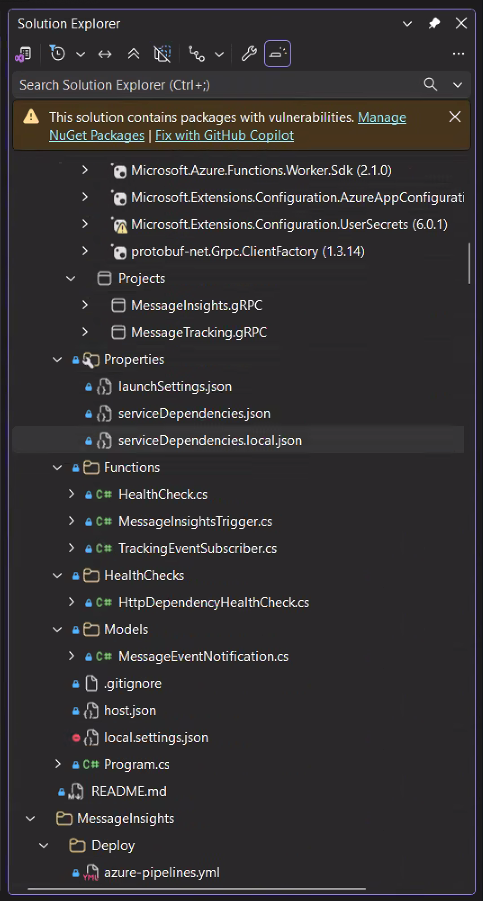 Solution Explorer
Search Solution Explorer (Ctrl+;)
This solution contains packages with vulnerabilities. Manage
NuGet Packages | Fix with GitHub Copilot
Microsoft.Azure.Functions.Worker.Sdk (2.1.0)
Microsoft.Extensions.Configuration.AzureAppConfigurati
Microsoft.Extensions.Configuration.UserSecrets (6.0.1)
protobuf-net.Grpc.ClientFactory (1.3.14)
Projects
MessageInsights.gRPC
MessageTracking.gRPC
Properties
launchSettings.json
serviceDependencies.json
serviceDependencies.local.json
Functions
C# HealthCheck.cs
C# MessageInsightsTrigger.cs
C# TrackingEventSubscriber.cs
HealthChecks
C# HttpDependencyHealthCheck.cs
Models
C# MessageEventNotification.cs
.gitignore
host.json
local.settings.json
C# Program.cs
README.md
MessageInsights
Deploy
YML azure-pipelines.yml